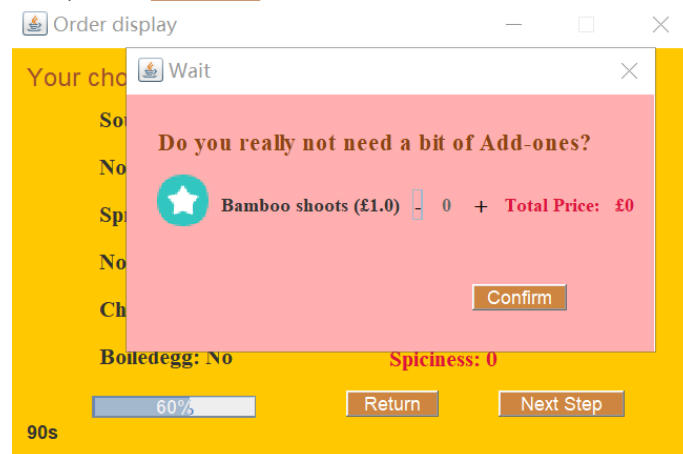 Order display
Your cho
Wait
Do you really not need a bit of Add-ones?
Bamboo shoots (£1.0) - 0 + Total Price: £0
Confirm
Sou
No
Spr
No
Ch
Boiledegg: No Spiciness: 0
60% Return Next Step
90s